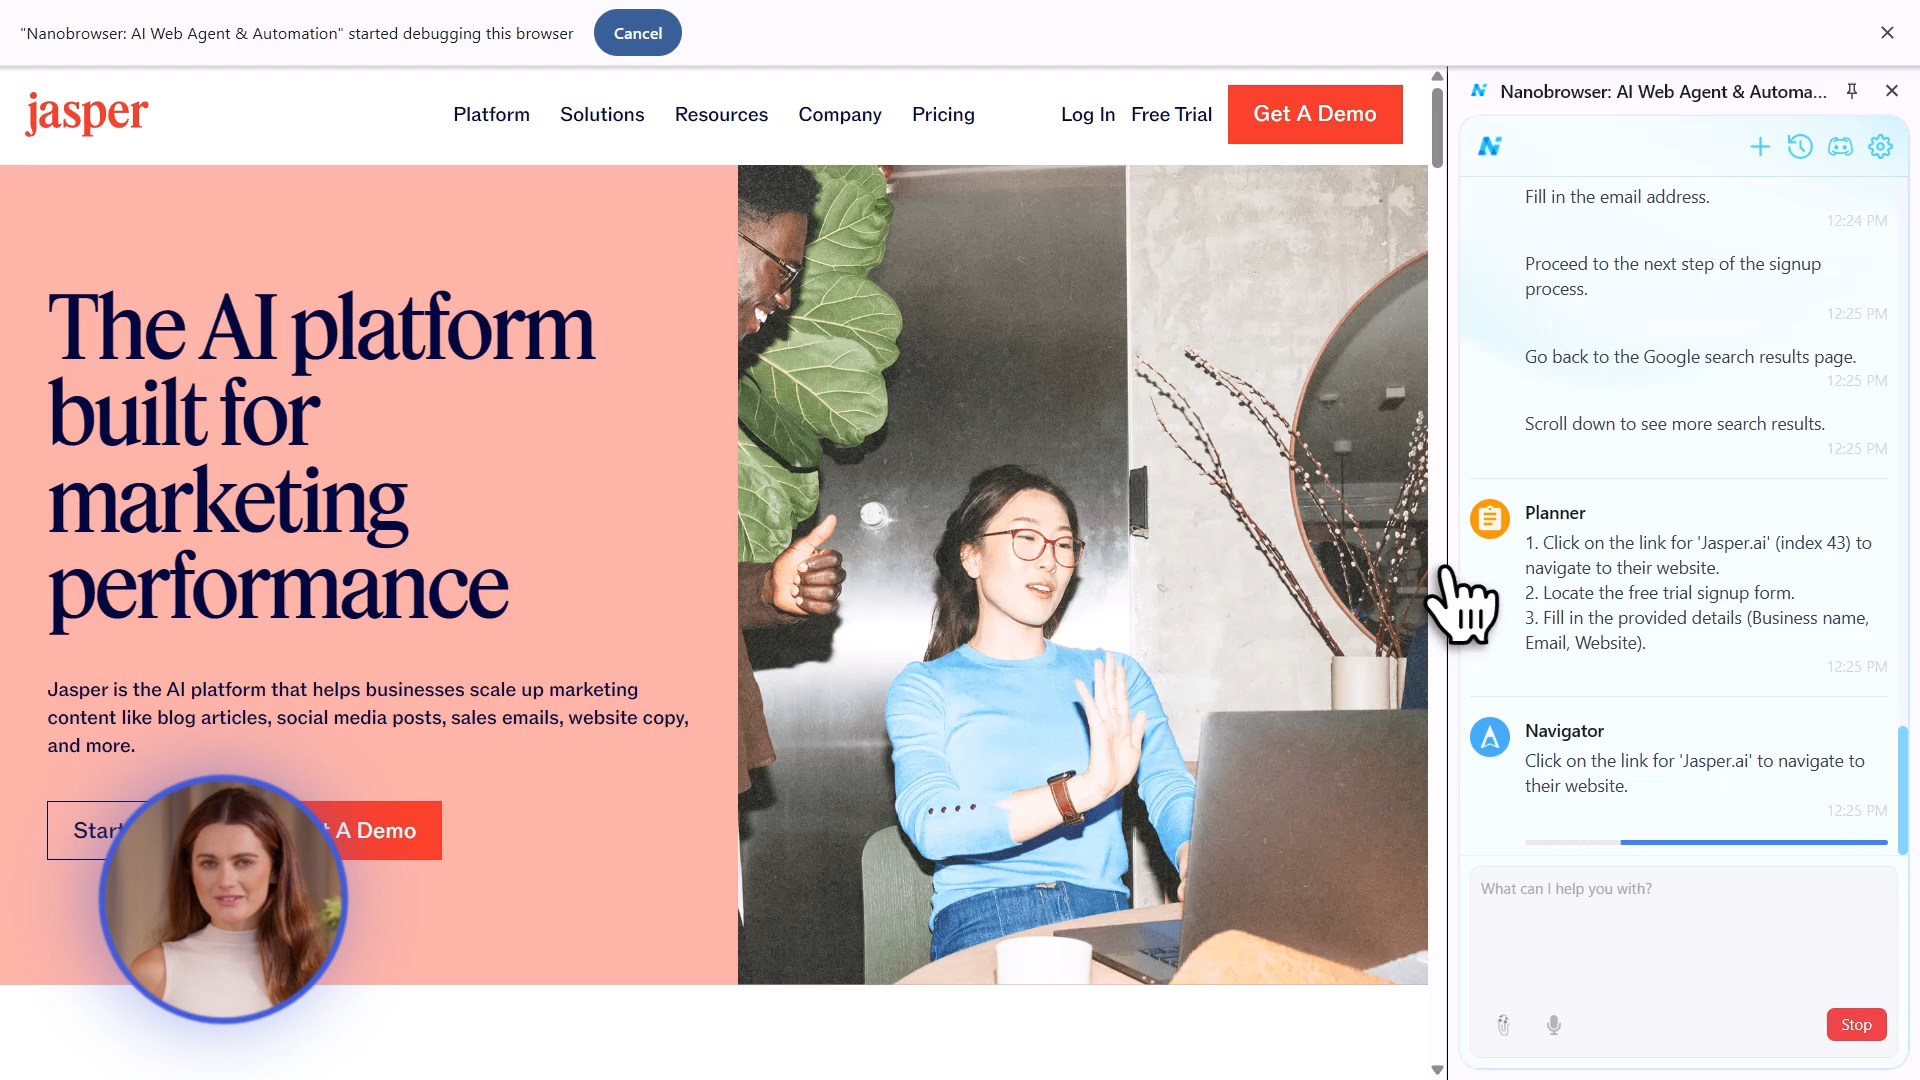 "Nanobrowser: AI Web Agent & Automation" started debugging this browser
Cancel
jasper
Platform
Solutions
Resources
Company
Pricing
Log In
Free Trial
Get A Demo
The AI platform
built for
marketing
performance
Jasper is the AI platform that helps businesses scale up marketing
content like blog articles, social media posts, sales emails, website copy,
and more.
Start
A Demo
Nanobrowser: AI Web Agent & Automa...
Fill in the email address.
12:24 PM
Proceed to the next step of the signup
process.
12:25 PM
Go back to the Google search results page.
12:25 PM
Scroll down to see more search results.
12:25 PM
Planner
1. Click on the link for 'Jasper.ai' (index 43) to
navigate to their website.
2. Locate the free trial signup form.
3. Fill in the provided details (Business name,
Email, Website).
12:25 PM
Navigator
Click on the link for 'Jasper.ai' to navigate to
their website.
12:25 PM
What can I help you with?
Stop